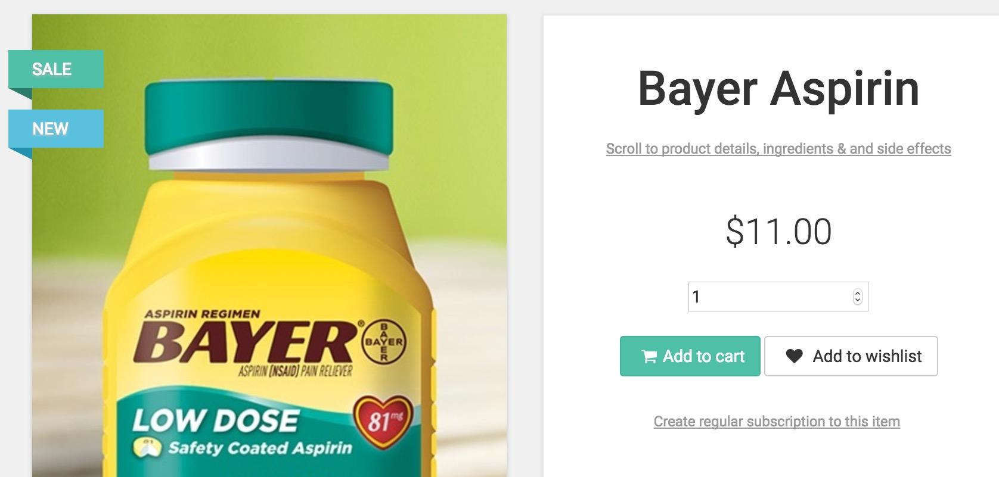 SALE
NEW
ASPIRIN REGIMEN
BAYER®
BAYER
BAYER
ASPIRIN (NSAID) PAIN RELIEVER
LOW DOSE
81mg
81
Safety Coated Aspirin
Bayer Aspirin
Scroll to product details, ingredients & and side effects
$11.00
1
Add to cart
Add to wishlist
Create regular subscription to this item